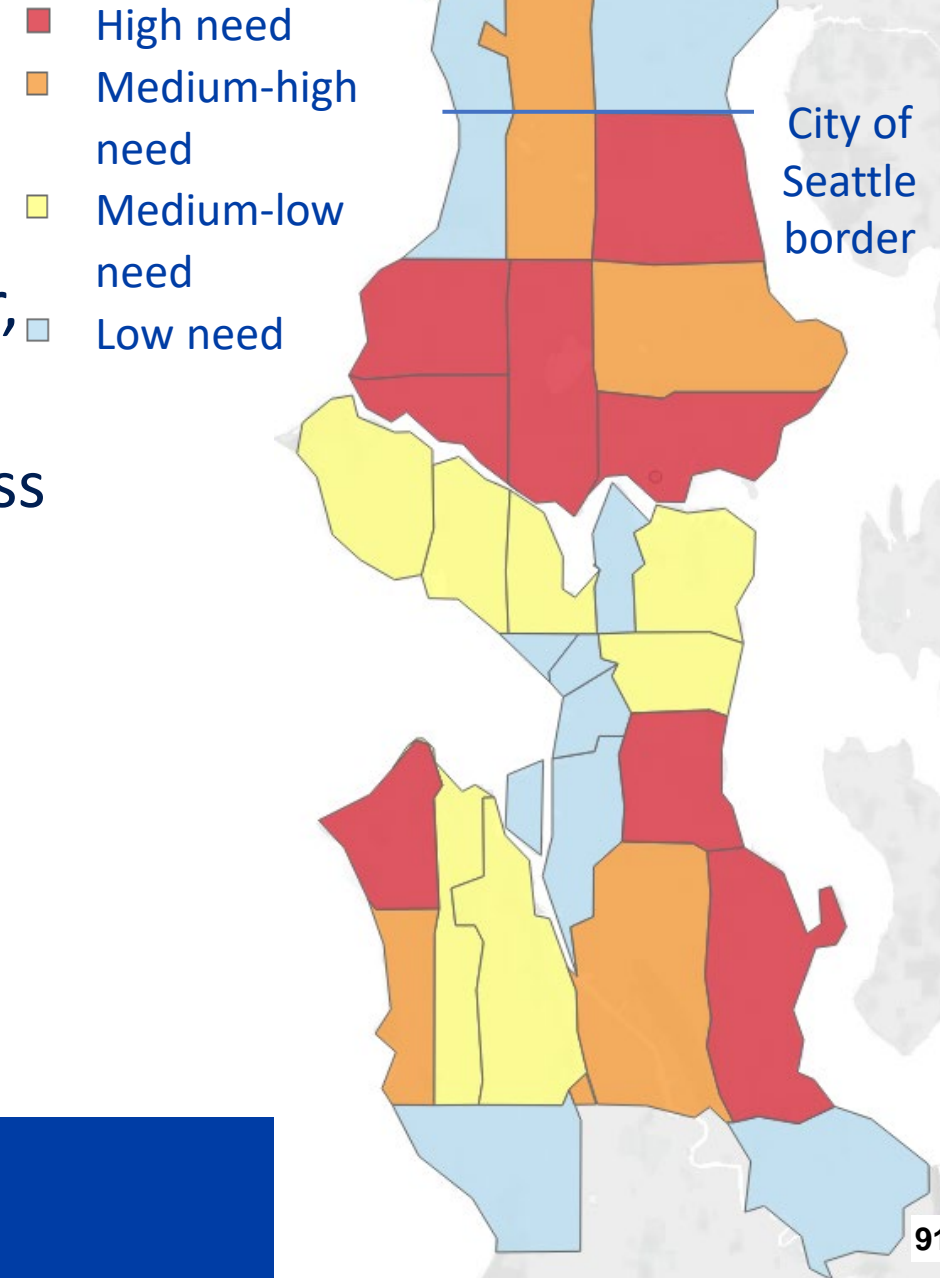 High need
Medium-high
need
Medium-low
need
Low need
City of
Seattle
border
ss
91